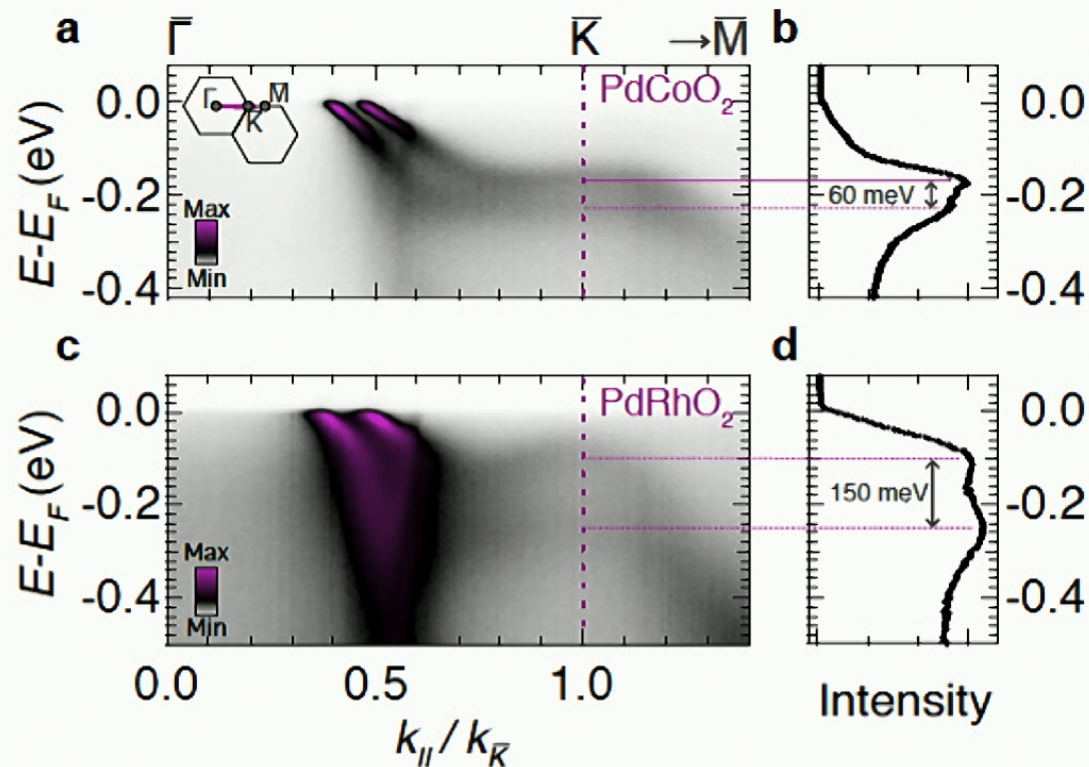 a
Γ̅
K̅
→M̅
b
Γ
M
K
PdCoO₂
0.0
-0.2
-0.4
E-E_F (eV)
Max
Min
60 meV
0.0
-0.2
-0.4
c
d
PdRhO₂
0.0
-0.2
-0.4
E-E_F (eV)
Max
Min
150 meV
0.0
-0.2
-0.4
0.0
0.5
1.0
k_{||} / k_{K̅}
Intensity